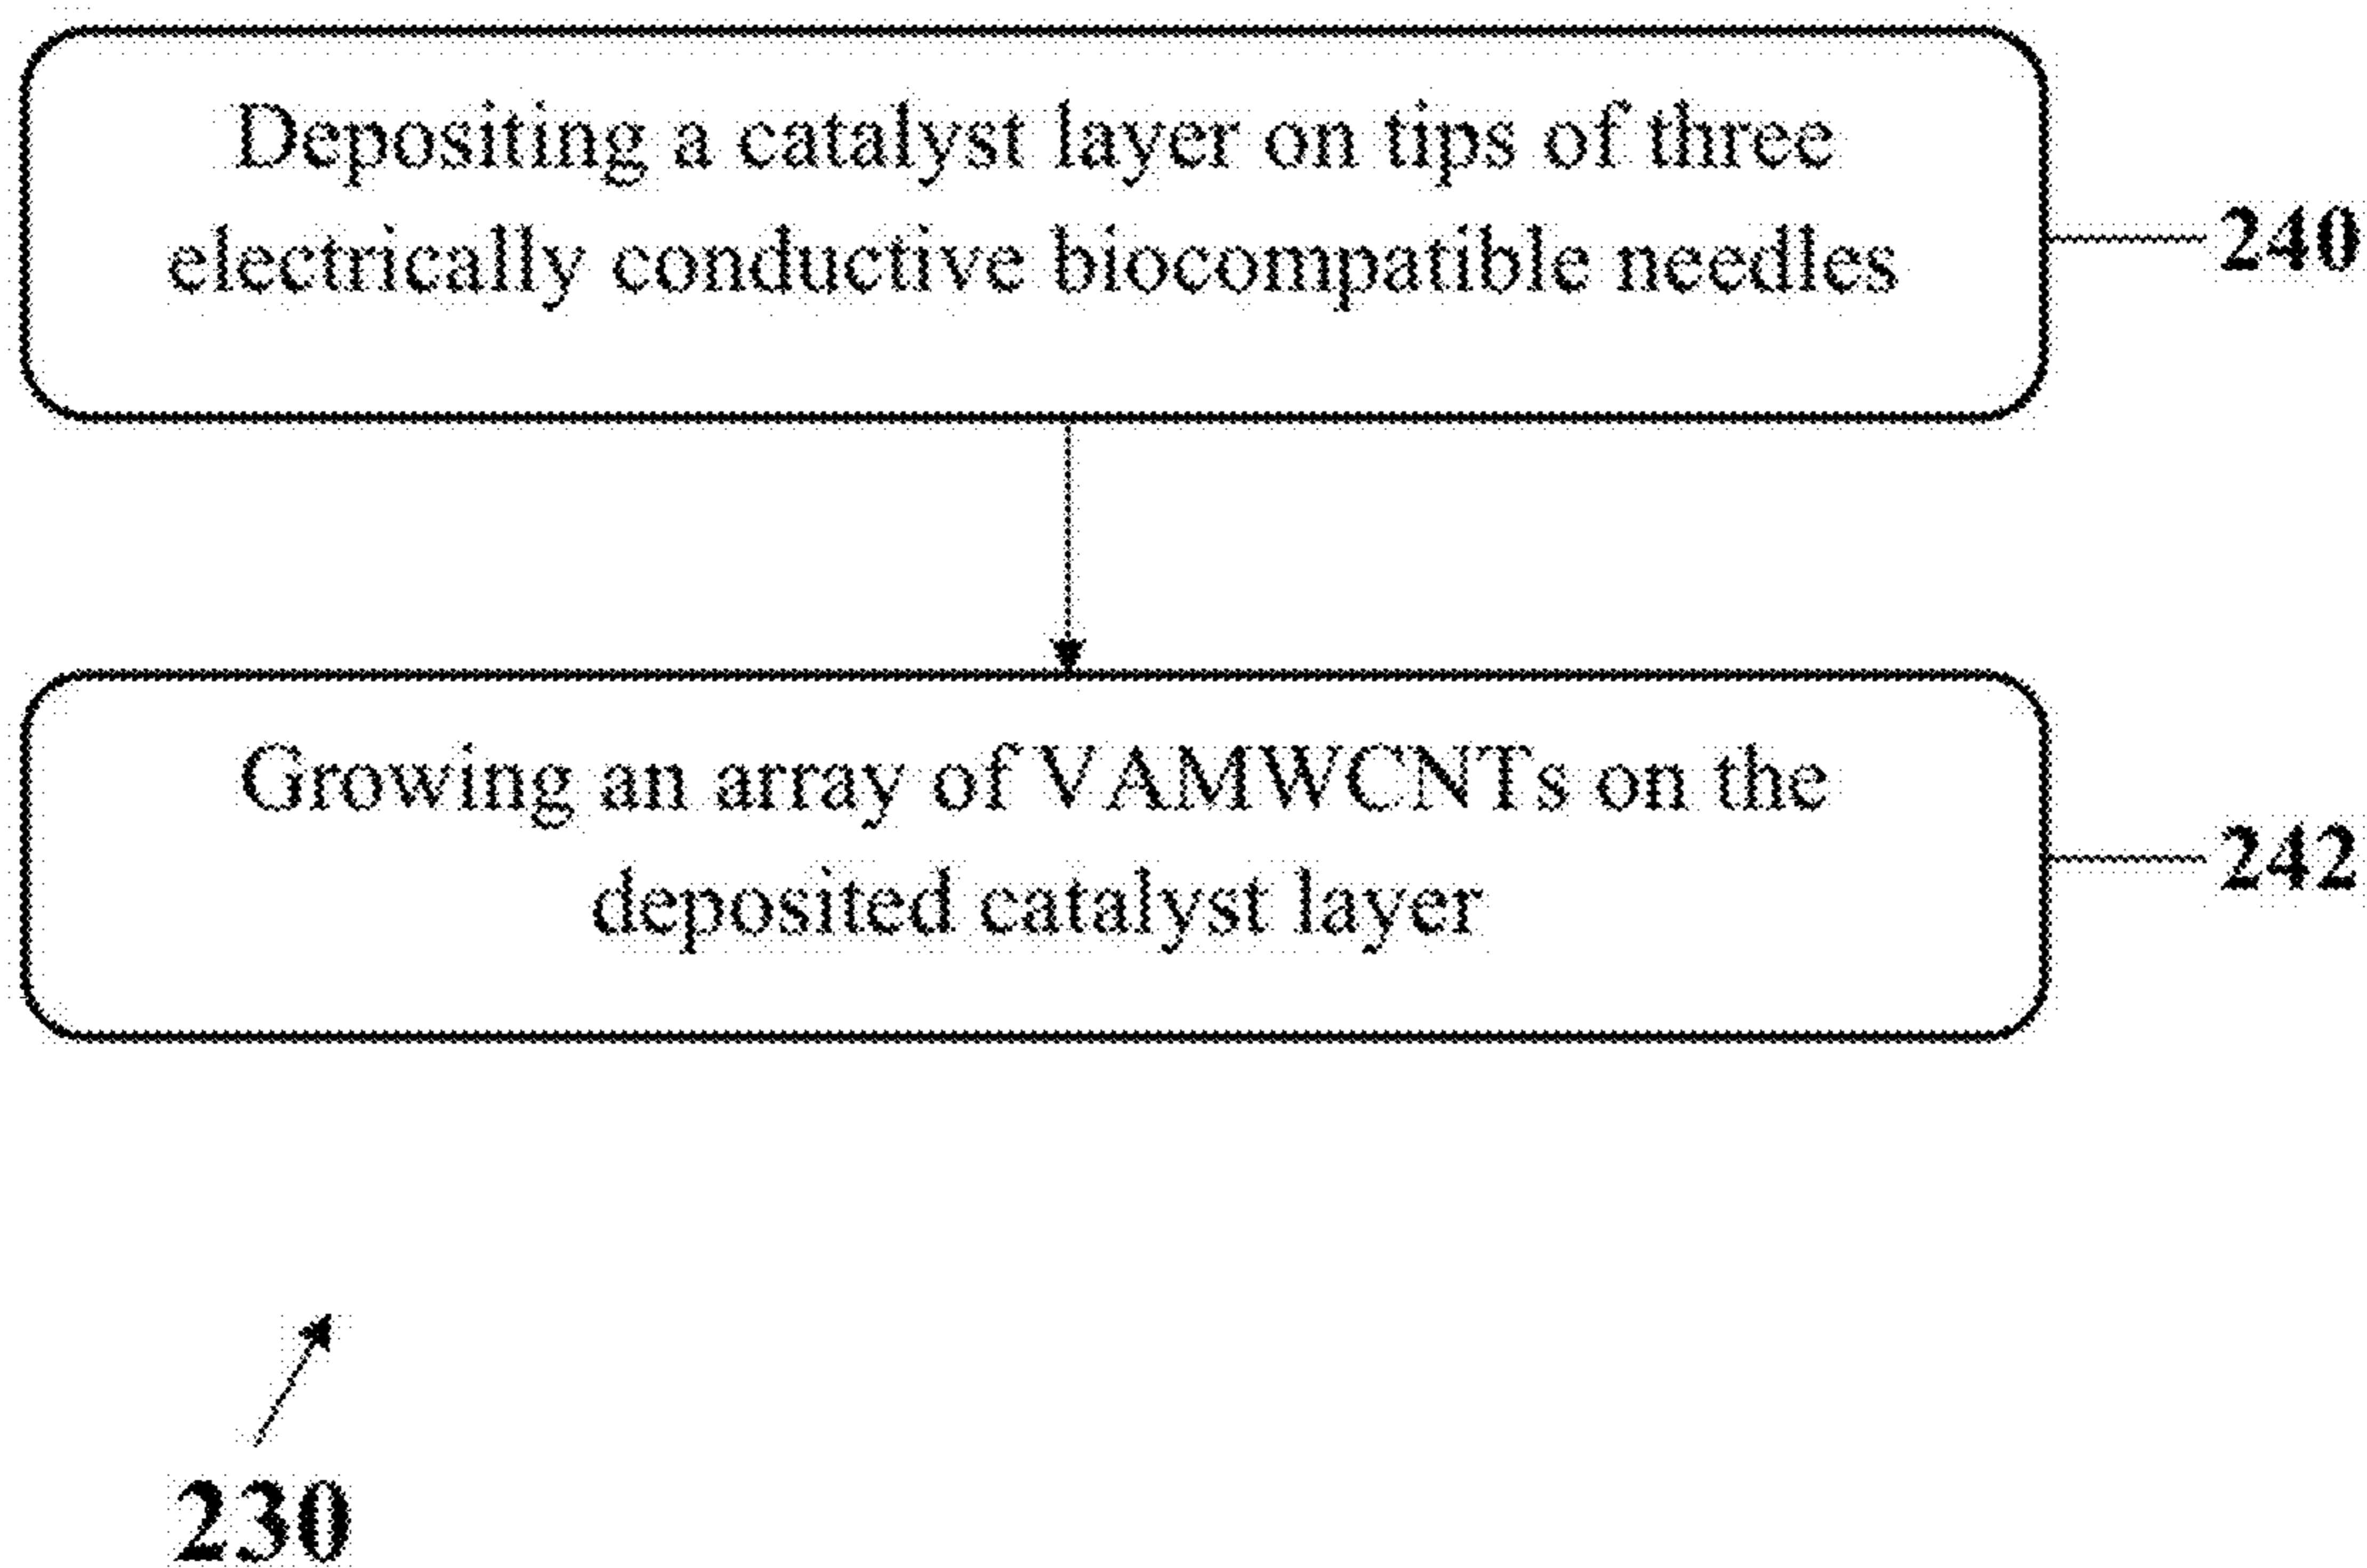 Depositing a catalyst layer on tips of three
electrically conductive biocompatible needles
240
Growing an array of VAMWCNTs on the
deposited catalyst layer
242
230